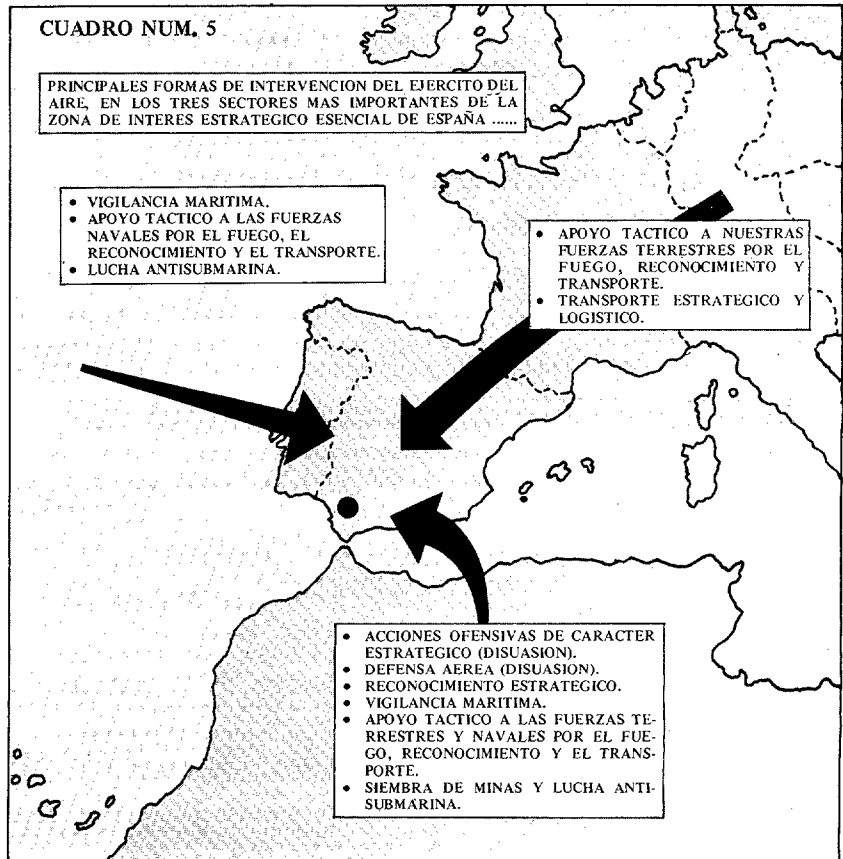 CUADRO NUM. 5
PRINCIPALES FORMAS DE INTERVENCION DEL EJERCITO DEL
AIRE, EN LOS TRES SECTORES MAS IMPORTANTES DE LA
ZONA DE INTERES ESTRATEGICO ESENCIAL DE ESPAÑA ......
• VIGILANCIA MARITIMA.
• APOYO TACTICO A LAS FUERZAS
NAVALES POR EL FUEGO, EL
RECONOCIMIENTO Y EL TRANSPORTE.
• LUCHA ANTISUBMARINA.
• APOYO TACTICO A NUESTRAS
FUERZAS TERRESTRES POR EL
FUEGO, RECONOCIMIENTO Y
TRANSPORTE.
• TRANSPORTE ESTRATEGICO Y
LOGISTICO.
• ACCIONES OFENSIVAS DE CARACTER
ESTRATEGICO (DISUASION).
• DEFENSA AEREA (DISUASION).
• RECONOCIMIENTO ESTRATEGICO.
• VIGILANCIA MARITIMA.
• APOYO TACTICO A LAS FUERZAS TE-
RRESTRES Y NAVALES POR EL FUE-
GO, RECONOCIMIENTO Y EL TRANS-
PORTE.
• SIEMBRA DE MINAS Y LUCHA ANTI-
SUBMARINA.